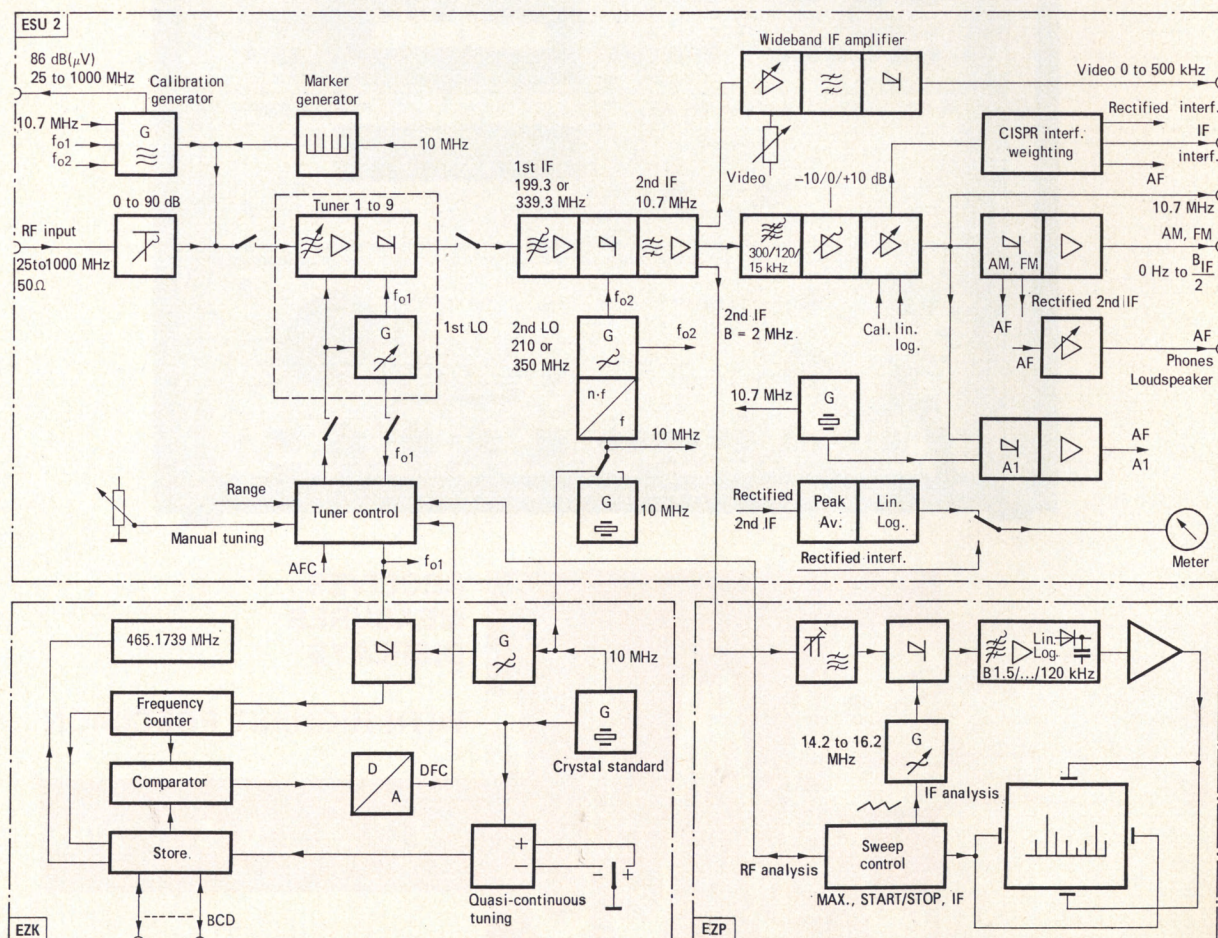 ESU 2
86 dB(μV)
25 to 1000 MHz
Calibration
generator
Marker
generator
Wideband IF amplifier
Video 0 to 500 kHz
10.7 MHz
fo1
fo2
G
10 MHz
1st IF
199.3 or
339.3 MHz
2nd IF
10.7 MHz
Video
–10/0/+10 dB
CISPR interf.
weighting
Rectified interf.
IF
interf.
AF
10.7 MHz
0 to 90 dB
Tuner 1 to 9
RF input
25to1000 MHz
50Ω
300/120/
15 kHz
AM, FM
AM, FM
0 Hz to BIF
2
fo1
G
1st LO
fo2
2nd LO
210 or
350 MHz
G
fo2
n·f
f
2nd IF
B = 2 MHz
Cal. lin.
log.
AF
Rectified 2nd IF
AF
AF
Phones
Loudspeaker
10.7 MHz
G
10 MHz
A1
AF
A1
fo1
Range
Tuner control
Manual tuning
AFC
fo1
G
10 MHz
Rectified
2nd IF
Peak
Av.
Lin.
Log.
Rectified interf.
Meter
465.1739 MHz
G
10 MHz
Lin.
Log.
B 1.5/.../120 kHz
Frequency
counter
G
Crystal standard
14.2 to 16.2
MHz
G
Comparator
D
A
DFC
IF analysis
Store
+
–
– +
Quasi-continuous
tuning
RF analysis
Sweep
control
MAX., START/STOP, IF
BCD
EZK
EZP